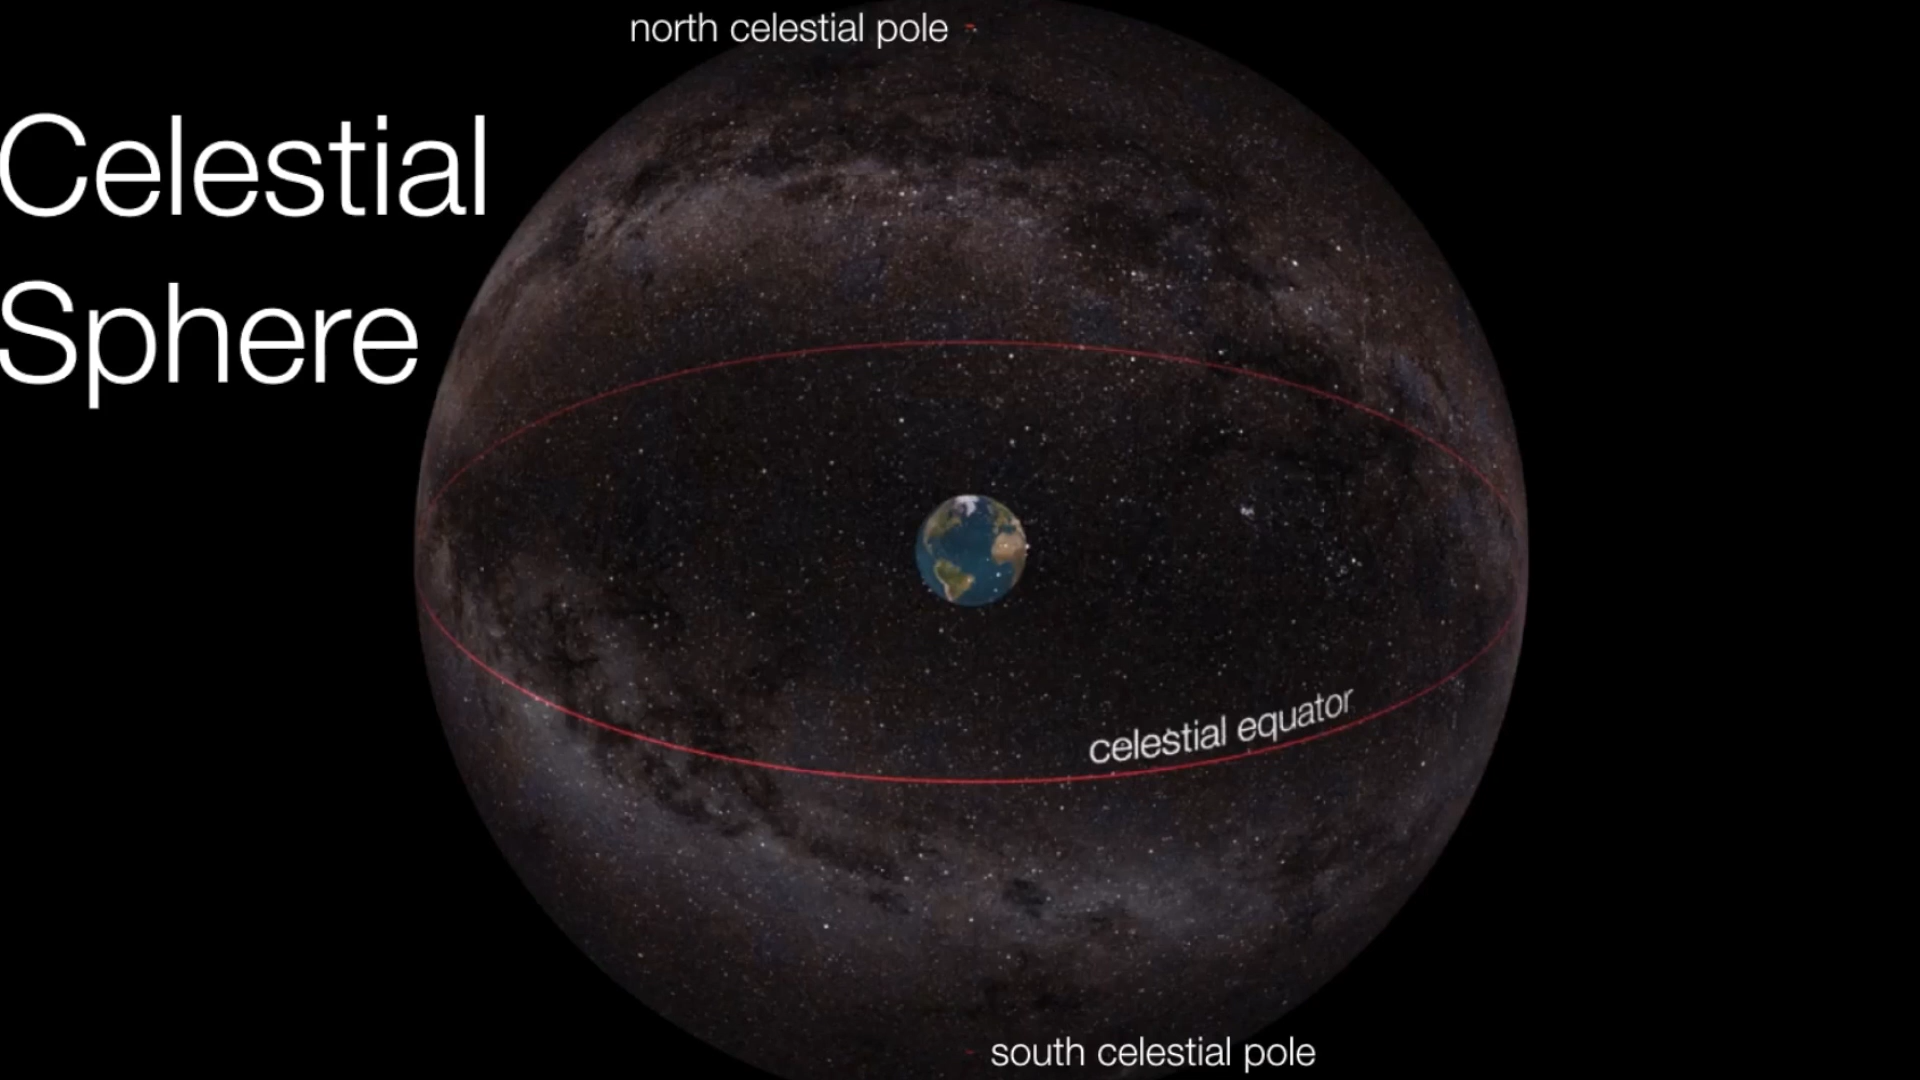 north celestial pole
Celestial
Sphere
celestial equator
south celestial pole